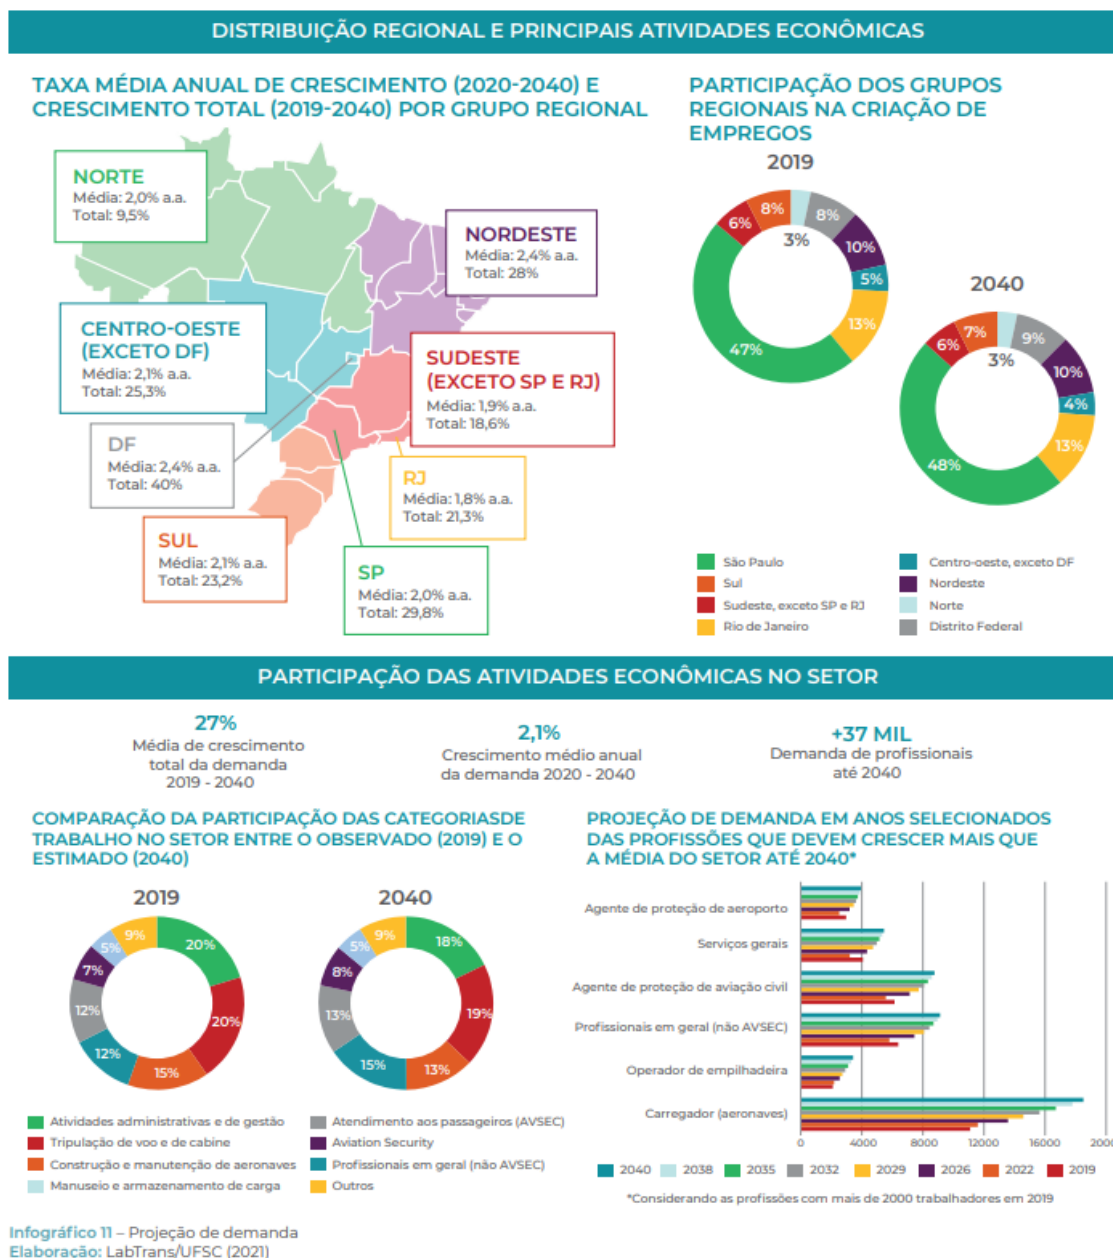 DISTRIBUIÇÃO REGIONAL E PRINCIPAIS ATIVIDADES ECONÔMICAS
TAXA MÉDIA ANUAL DE CRESCIMENTO (2020-2040) E
CRESCIMENTO TOTAL (2019-2040) POR GRUPO REGIONAL
NORTE
Média: 2,0% a.a.
Total: 9,5%
NORDESTE
Média: 2,4% a.a.
Total: 28%
CENTRO-OESTE
(EXCETO DF)
Média: 2,1% a.a.
Total: 25,3%
SUDESTE
(EXCETO SP E RJ)
Média: 1,9% a.a.
Total: 18,6%
DF
Média: 2,4% a.a.
Total: 40%
RJ
Média: 1,8% a.a.
Total: 21,3%
SUL
Média: 2,1% a.a.
Total: 23,2%
SP
Média: 2,0% a.a.
Total: 29,8%
PARTICIPAÇÃO DOS GRUPOS
REGIONAIS NA CRIAÇÃO DE
EMPREGOS
2019
3%
8%
10%
5%
13%
47%
6%
8%
2040
3%
9%
10%
4%
13%
48%
6%
7%
São Paulo
Sul
Sudeste, exceto SP e RJ
Rio de Janeiro
Centro-oeste, exceto DF
Nordeste
Norte
Distrito Federal
PARTICIPAÇÃO DAS ATIVIDADES ECONÔMICAS NO SETOR
27%
Média de crescimento
total da demanda
2019 - 2040
2,1%
Crescimento médio anual
da demanda 2020 - 2040
+37 MIL
Demanda de profissionais
até 2040
COMPARAÇÃO DA PARTICIPAÇÃO DAS CATEGORIASDE
TRABALHO NO SETOR ENTRE O OBSERVADO (2019) E O
ESTIMADO (2040)
2019
20%
20%
15%
12%
12%
7%
5%
9%
2040
18%
19%
13%
15%
13%
8%
5%
9%
Atividades administrativas e de gestão
Tripulação de voo e de cabine
Construção e manutenção de aeronaves
Manuseio e armazenamento de carga
Atendimento aos passageiros (AVSEC)
Aviation Security
Profissionais em geral (não AVSEC)
Outros
PROJEÇÃO DE DEMANDA EM ANOS SELECIONADOS
DAS PROFISSÕES QUE DEVEM CRESCER MAIS QUE
A MÉDIA DO SETOR ATÉ 2040*
Agente de proteção de aeroporto
Serviços gerais
Agente de proteção de aviação civil
Profissionais em geral (não AVSEC)
Operador de empilhadeira
Carregador (aeronaves)
0 4000 8000 12000 16000
2040 2038 2035 2032 2029 2026 2022 2019
*Considerando as profissões com mais de 2000 trabalhadores em 2019
Infográfico 11 – Projeção de demanda
Elaboração: LabTrans/UFSC (2021)